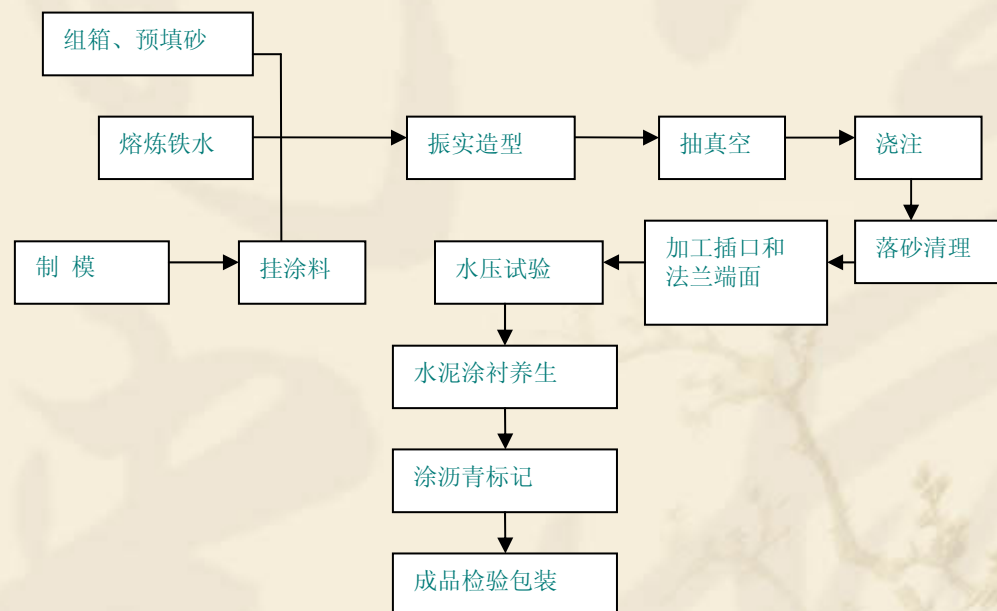 组箱、预填砂
熔炼铁水
振实造型
抽真空
浇注
制 模
挂涂料
水压试验
加工插口和
法兰端面
落砂清理
水泥涂衬养生
涂沥青标记
成品检验包装